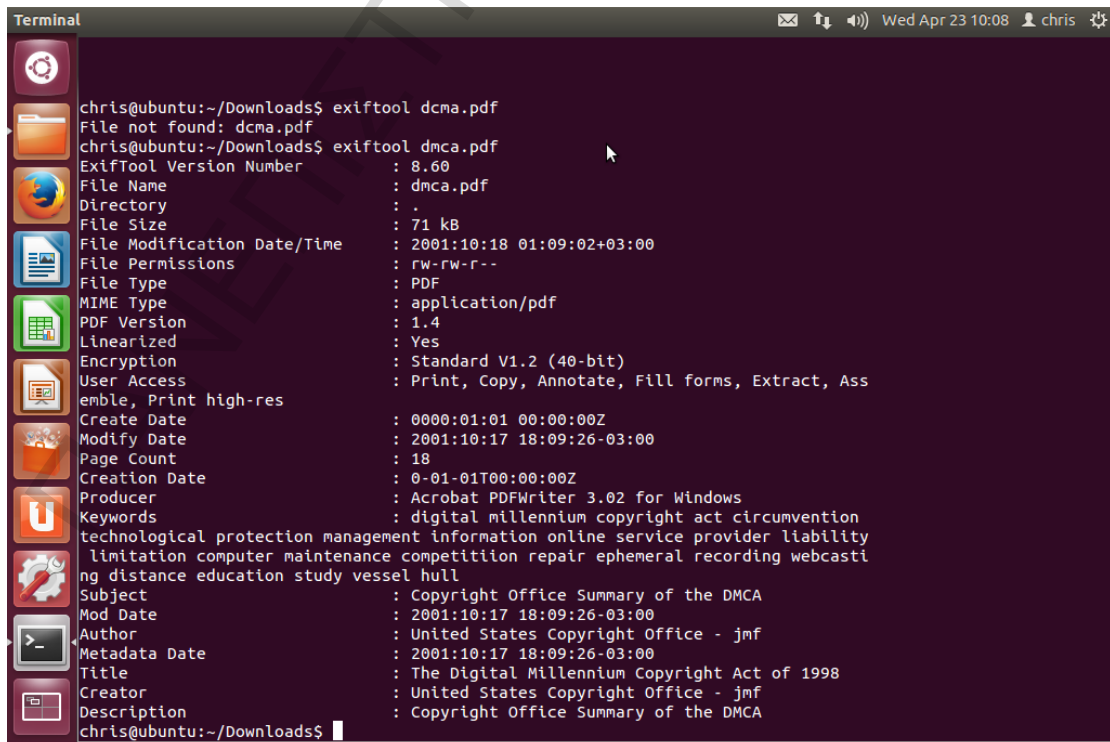 Terminal Wed Apr 23 10:08 chris
chris@ubuntu:~/Downloads$ exiftool dcma.pdf
File not found: dcma.pdf
chris@ubuntu:~/Downloads$ exiftool dmca.pdf
ExifTool Version Number : 8.60
File Name : dmca.pdf
Directory : .
File Size : 71 kB
File Modification Date/Time : 2001:10:18 01:09:02+03:00
File Permissions : rw-rw-r--
File Type : PDF
MIME Type : application/pdf
PDF Version : 1.4
Linearized : Yes
Encryption : Standard V1.2 (40-bit)
User Access : Print, Copy, Annotate, Fill forms, Extract, Ass
emble, Print high-res
Create Date : 0000:01:01 00:00:00Z
Modify Date : 2001:10:17 18:09:26-03:00
Page Count : 18
Creation Date : 0-01-01T00:00:00Z
Producer : Acrobat PDFWriter 3.02 for Windows
Keywords : digital millennium copyright act circumvention
technological protection management information online service provider liability
limitation computer maintenance competitiion repair ephemeral recording webcasti
ng distance education study vessel hull
Subject : Copyright Office Summary of the DMCA
Mod Date : 2001:10:17 18:09:26-03:00
Author : United States Copyright Office - jmf
Metadata Date : 2001:10:17 18:09:26-03:00
Title : The Digital Millennium Copyright Act of 1998
Creator : United States Copyright Office - jmf
Description : Copyright Office Summary of the DMCA
chris@ubuntu:~/Downloads$